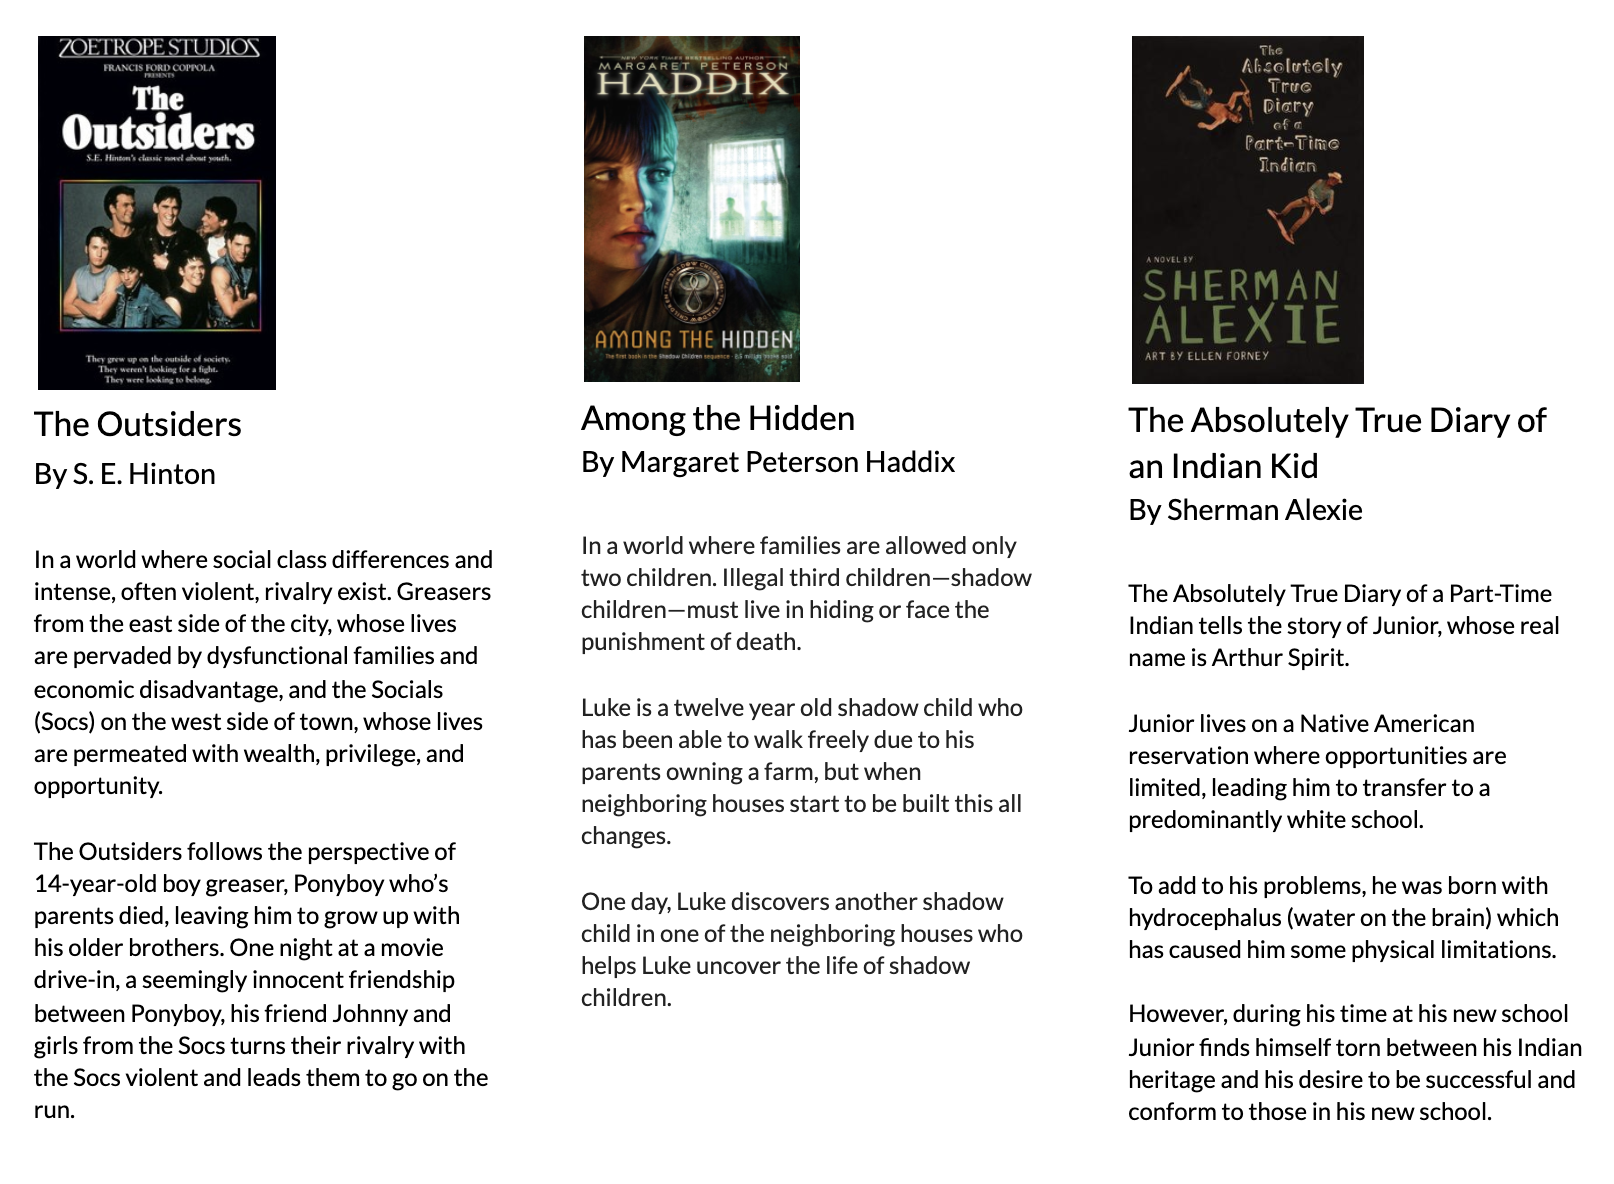 ZOETROPE STUDIOS
FRANCIS FORD COPPOLA
PRESENTS
The
Outsiders
S.E. Hinton's classic novel about youth.
They grew up on the outside of society.
They weren't looking for a fight.
They were looking to belong.
The Outsiders
By S. E. Hinton
In a world where social class differences and
intense, often violent, rivalry exist. Greasers
from the east side of the city, whose lives
are pervaded by dysfunctional families and
economic disadvantage, and the Socials
(Socs) on the west side of town, whose lives
are permeated with wealth, privilege, and
opportunity.
The Outsiders follows the perspective of
14-year-old boy greaser, Ponyboy who’s
parents died, leaving him to grow up with
his older brothers. One night at a movie
drive-in, a seemingly innocent friendship
between Ponyboy, his friend Johnny and
girls from the Socs turns their rivalry with
the Socs violent and leads them to go on the
run.
NEW YORK TIMES BESTSELLING AUTHOR
MARGARET PETERSON
HADDIX
AMONG THE HIDDEN
The first book in the Shadow Children sequence
Among the Hidden
By Margaret Peterson Haddix
In a world where families are allowed only
two children. Illegal third children—shadow
children—must live in hiding or face the
punishment of death.
Luke is a twelve year old shadow child who
has been able to walk freely due to his
parents owning a farm, but when
neighboring houses start to be built this all
changes.
One day, Luke discovers another shadow
child in one of the neighboring houses who
helps Luke uncover the life of shadow
children.
The
Absolutely
True
Diary
of a
Part-Time
Indian
A NOVEL BY
SHERMAN
ALEXIE
ART BY ELLEN FORNEY
The Absolutely True Diary of
an Indian Kid
By Sherman Alexie
The Absolutely True Diary of a Part-Time
Indian tells the story of Junior, whose real
name is Arthur Spirit.
Junior lives on a Native American
reservation where opportunities are
limited, leading him to transfer to a
predominantly white school.
To add to his problems, he was born with
hydrocephalus (water on the brain) which
has caused him some physical limitations.
However, during his time at his new school
Junior finds himself torn between his Indian
heritage and his desire to be successful and
conform to those in his new school.